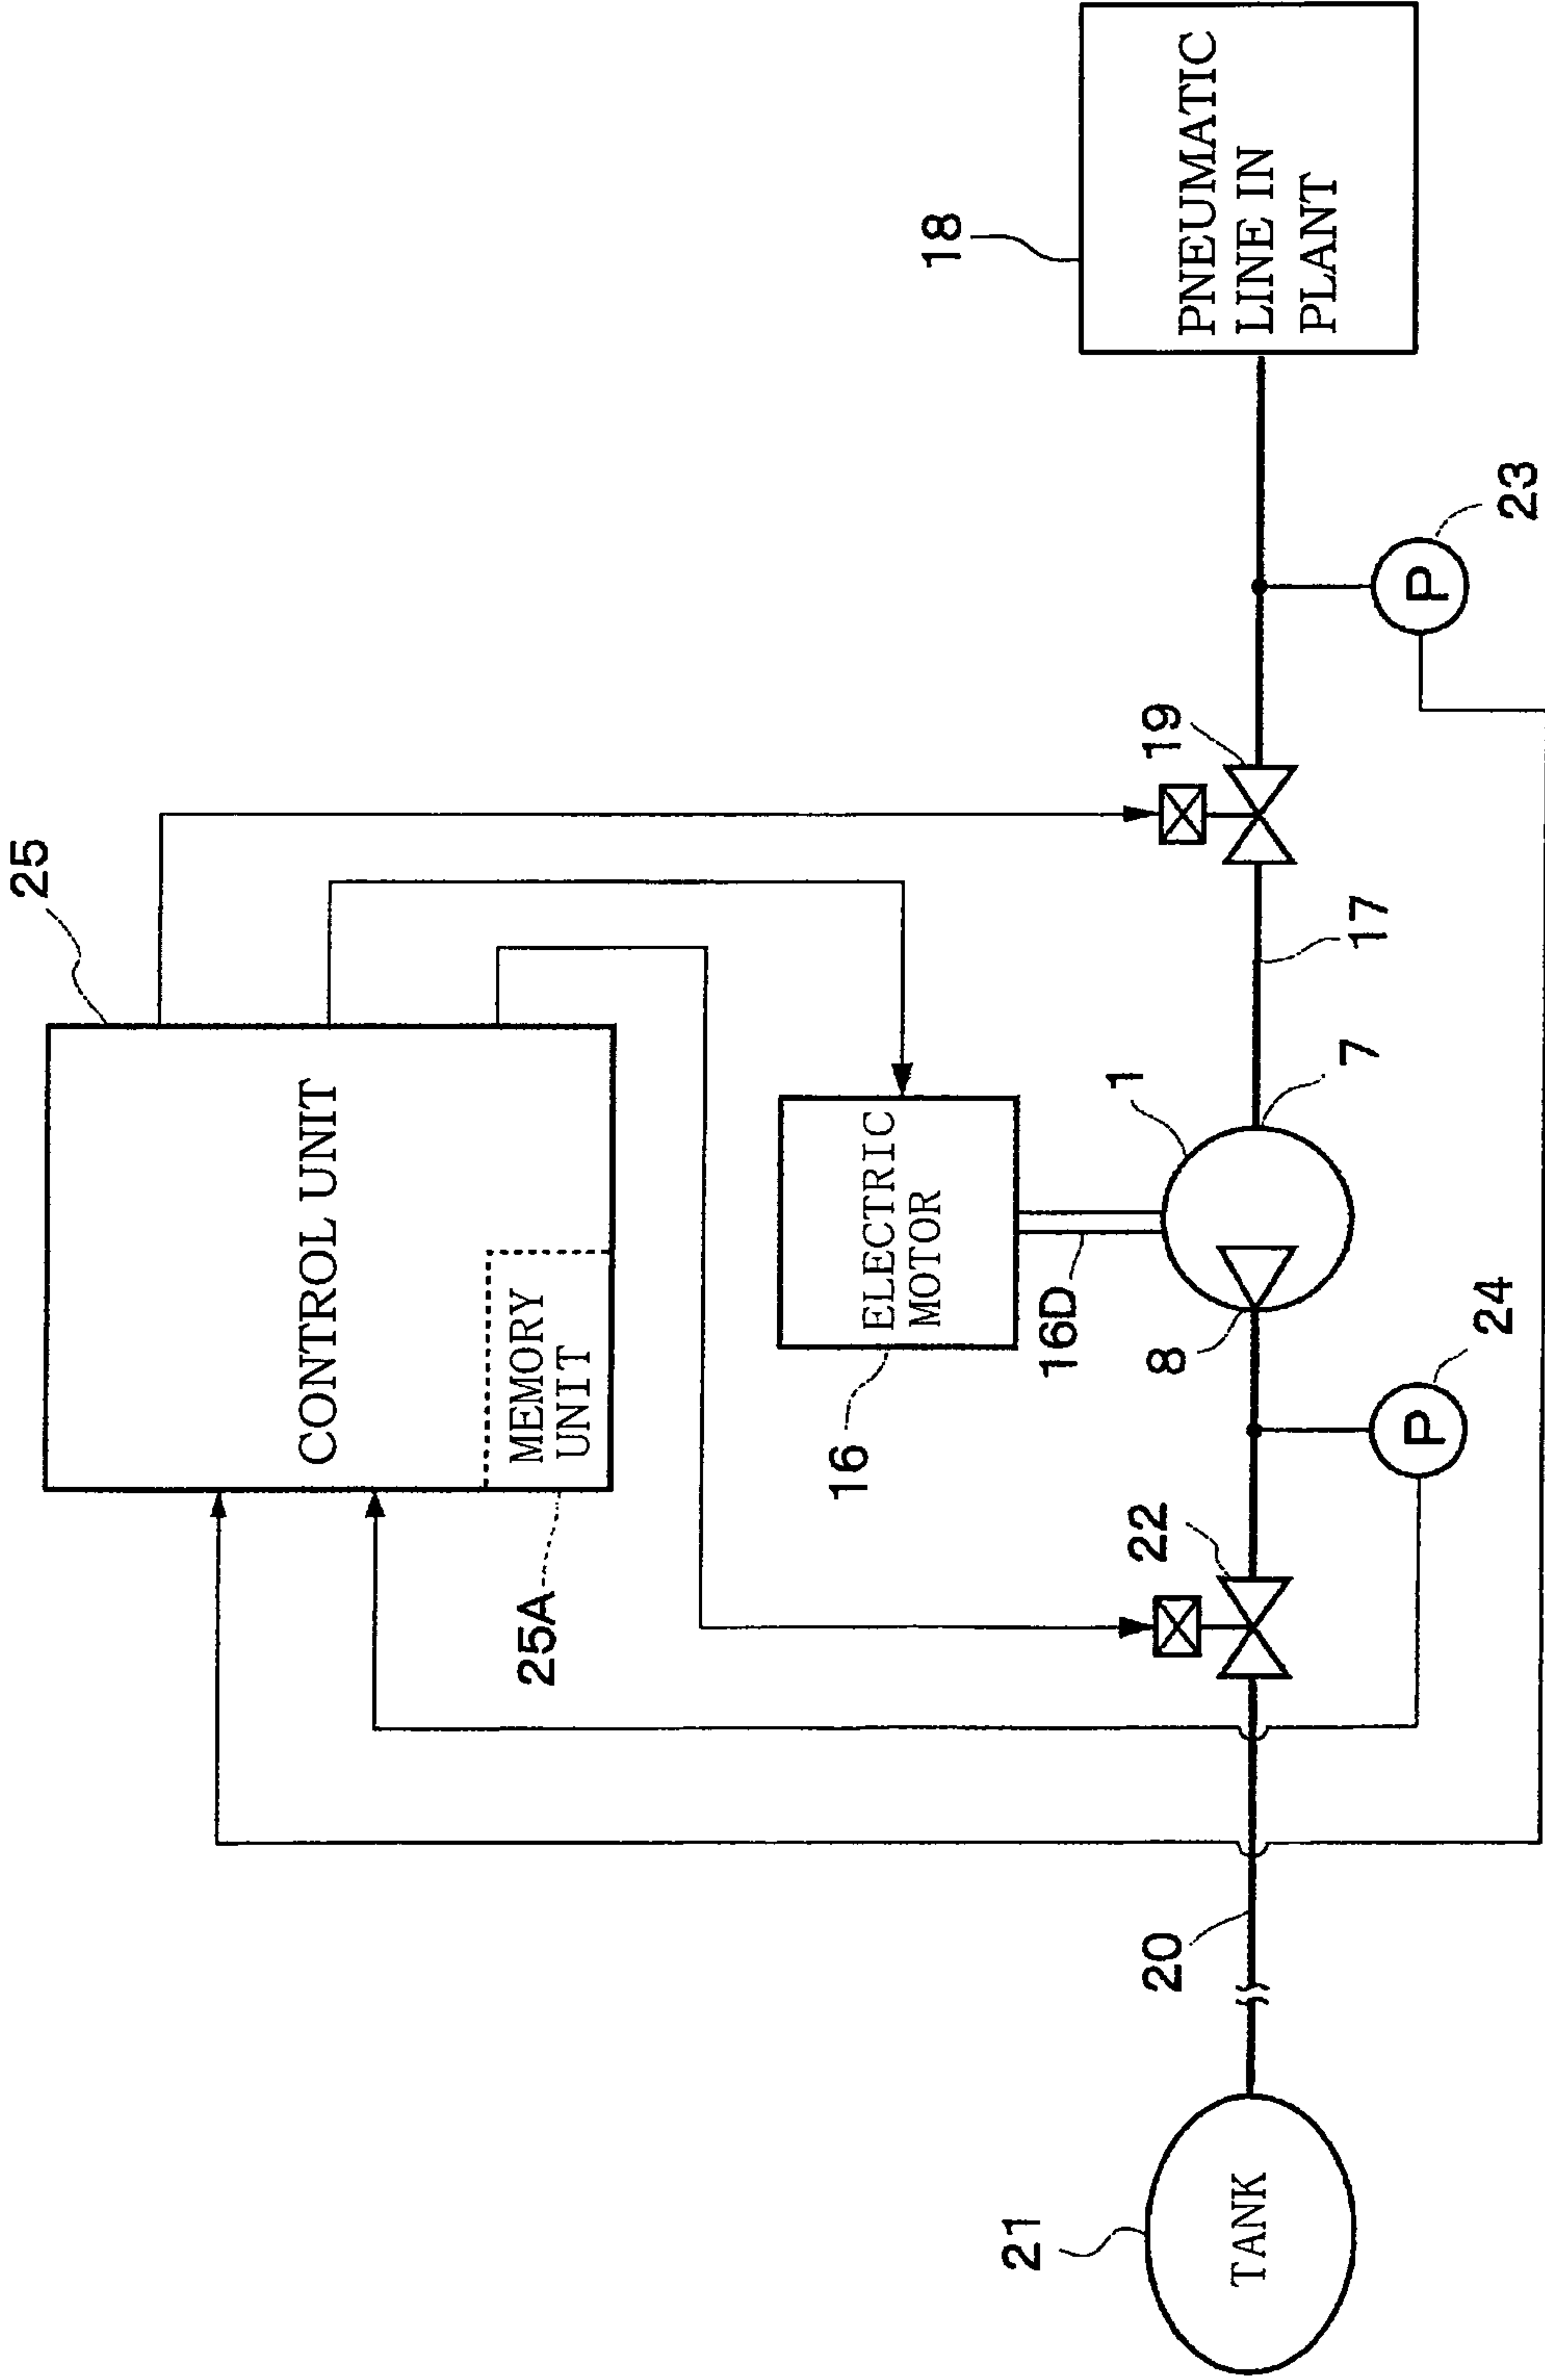 25
CONTROL UNIT
MEMORY
UNIT
25A
18
PNEUMATIC
LINE IN
PLANT
ELECTRIC
MOTOR
16
16D
1
19
22
8
7
17
20
21
TANK
P
24
P
23